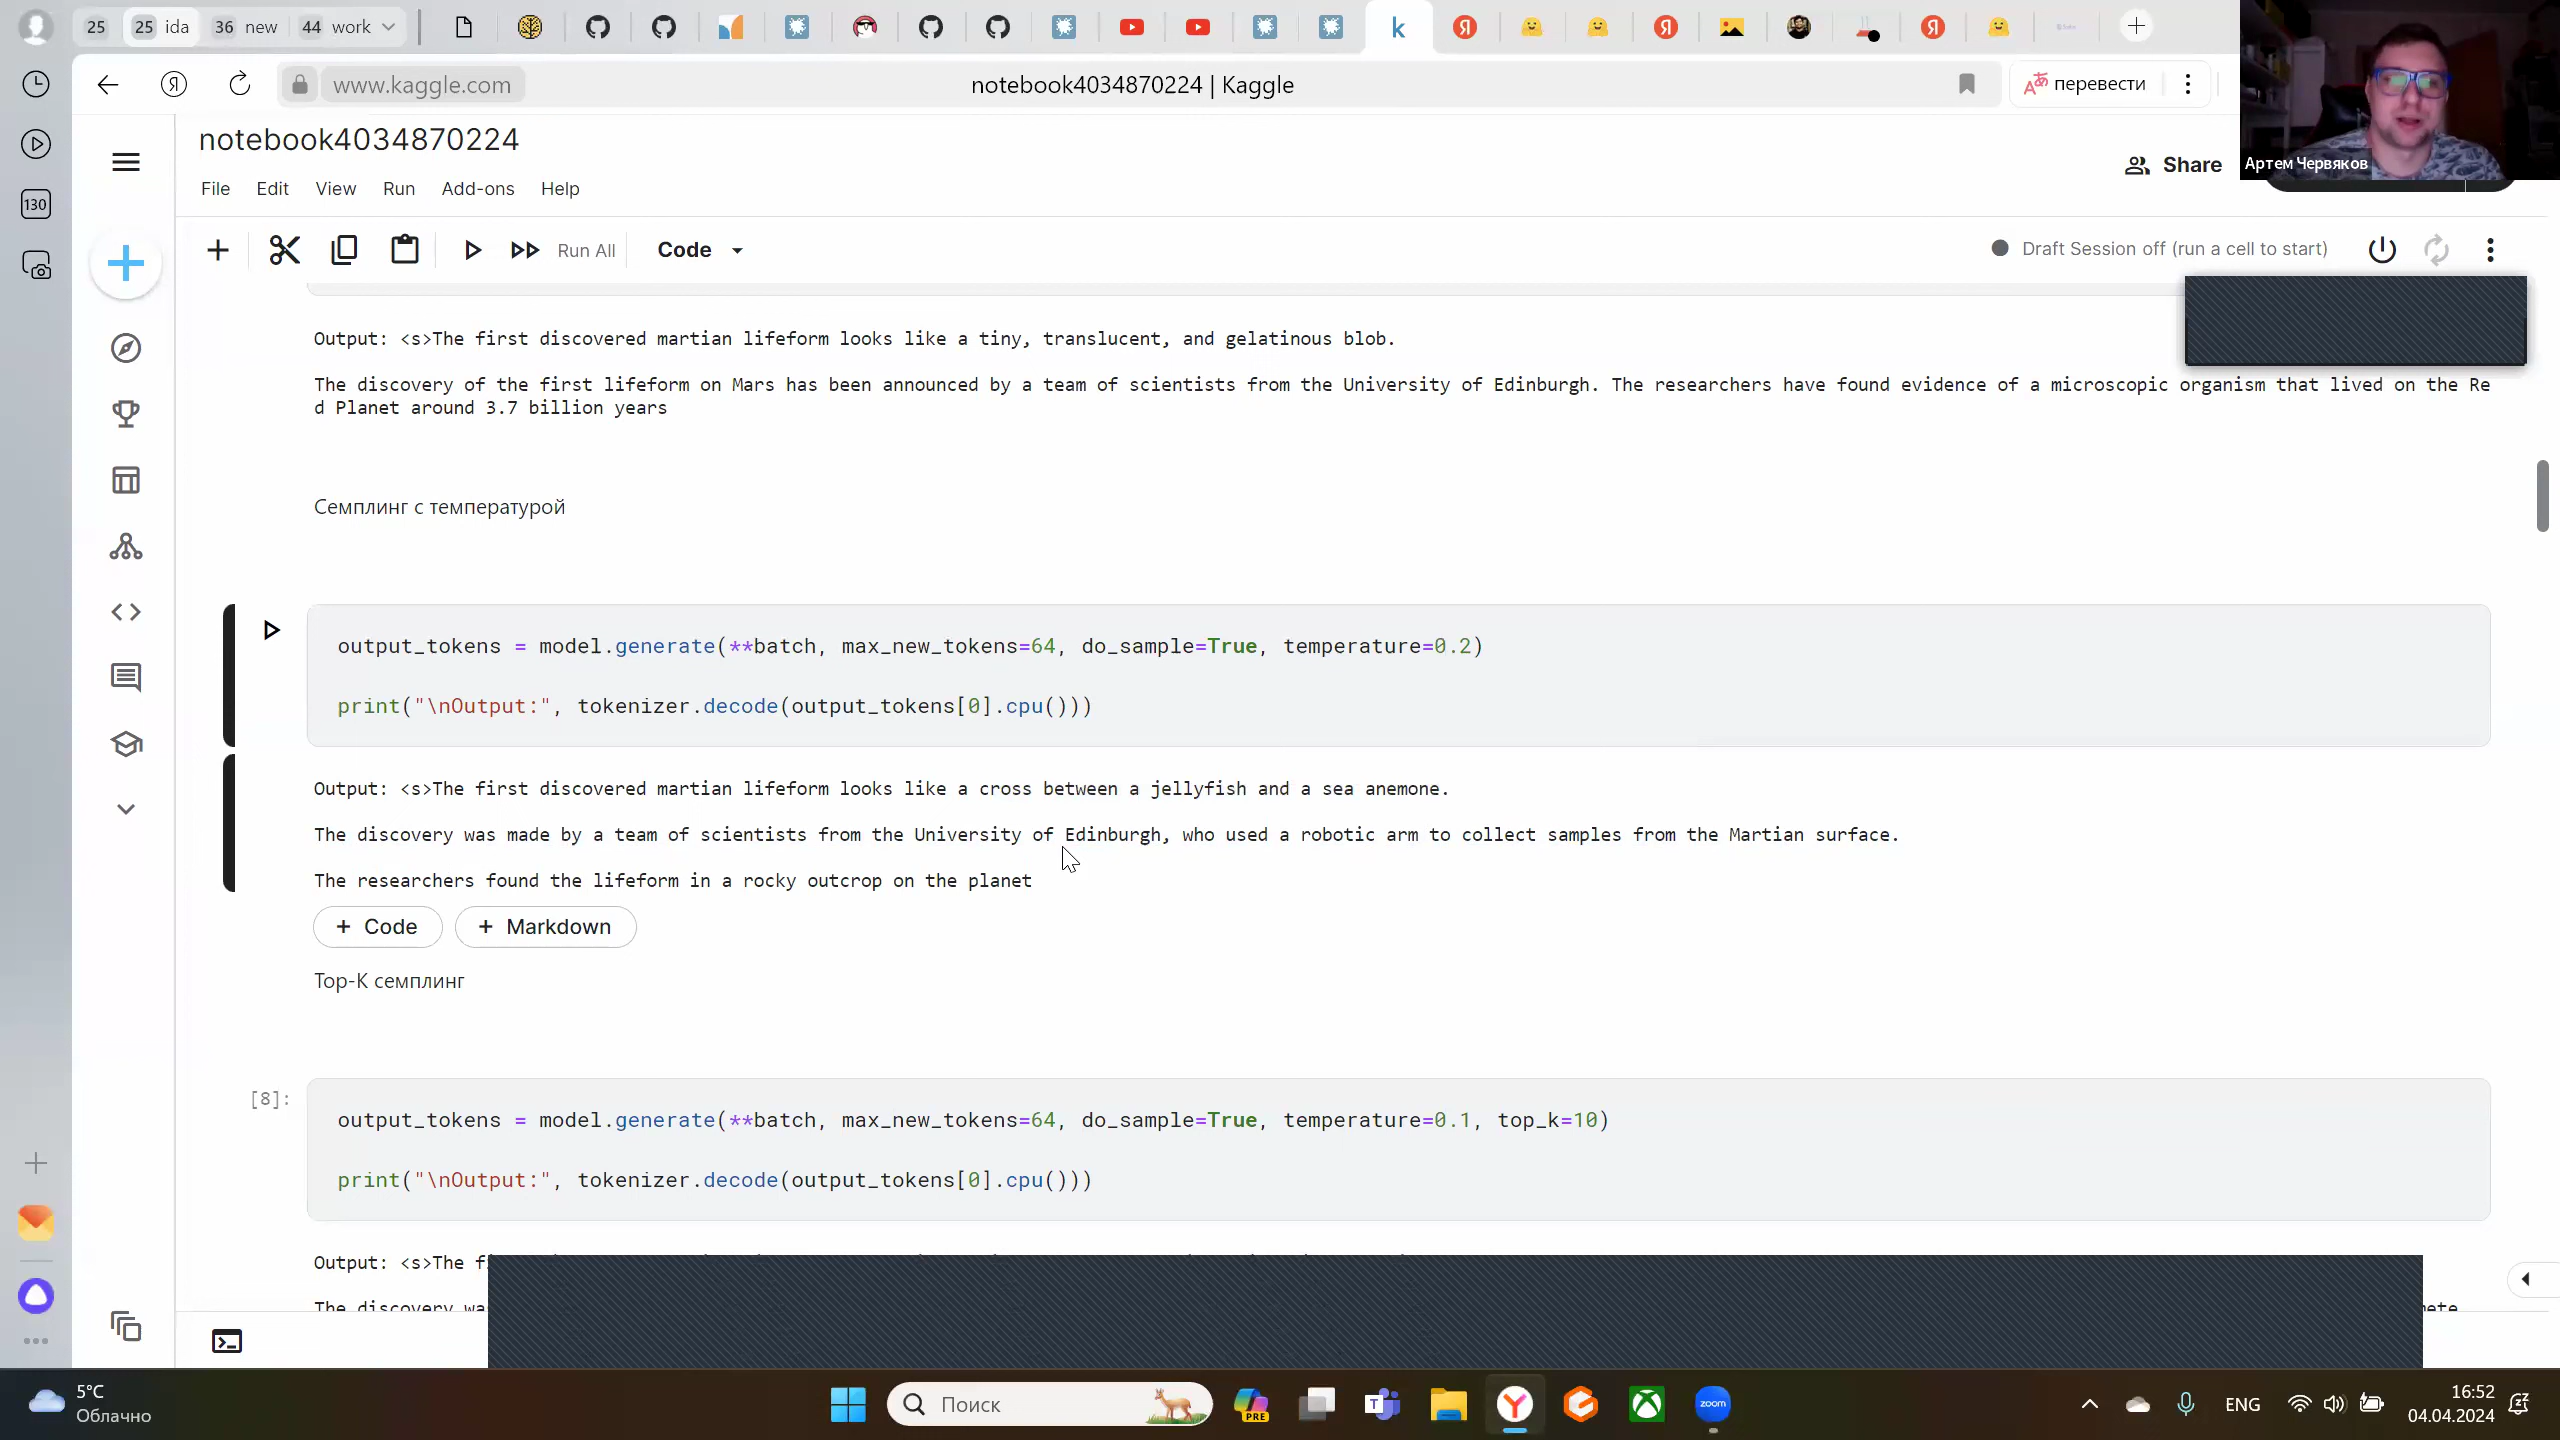 25
25 ida
36 new
44 work
k
Я
Я
Я
Я
www.kaggle.com
notebook4034870224 | Kaggle
перевести
130
notebook4034870224
Share
Артем Червяков
File Edit View Run Add-ons Help
Run All
Code
Draft Session off (run a cell to start)
Output: <s>The first discovered martian lifeform looks like a tiny, translucent, and gelatinous blob.
The discovery of the first lifeform on Mars has been announced by a team of scientists from the University of Edinburgh. The researchers have found evidence of a microscopic organism that lived on the Re
d Planet around 3.7 billion years
Семплинг с температурой
output_tokens = model.generate(**batch, max_new_tokens=64, do_sample=True, temperature=0.2)
print("\nOutput:", tokenizer.decode(output_tokens[0].cpu()))
Output: <s>The first discovered martian lifeform looks like a cross between a jellyfish and a sea anemone.
The discovery was made by a team of scientists from the University of Edinburgh, who used a robotic arm to collect samples from the Martian surface.
The researchers found the lifeform in a rocky outcrop on the planet
+ Code
+ Markdown
Top-K семплинг
[8]:
output_tokens = model.generate(**batch, max_new_tokens=64, do_sample=True, temperature=0.1, top_k=10)
print("\nOutput:", tokenizer.decode(output_tokens[0].cpu()))
Output: <s>The
The discovery
5°C
Облачно
Поиск
PRE
zoom
ENG
16:52
04.04.2024